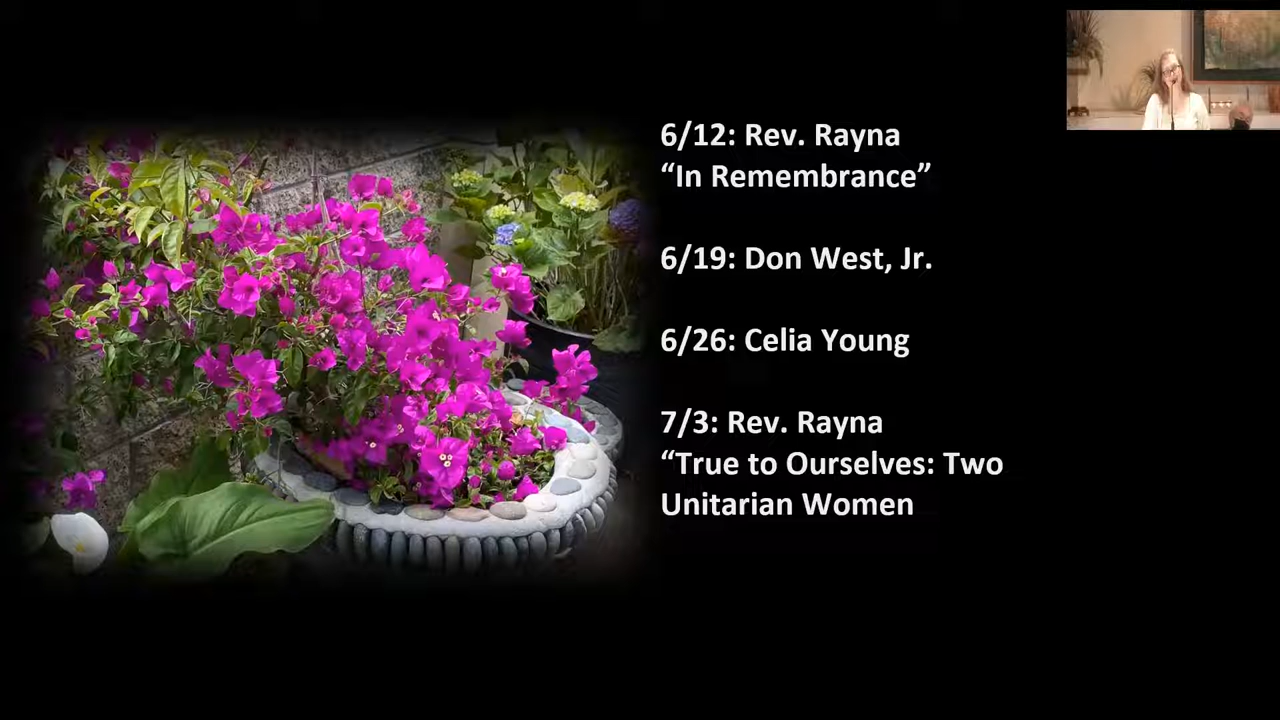 6/12: Rev. Rayna
“In Remembrance”
6/19: Don West, Jr.
6/26: Celia Young
7/3: Rev. Rayna
“True to Ourselves: Two
Unitarian Women